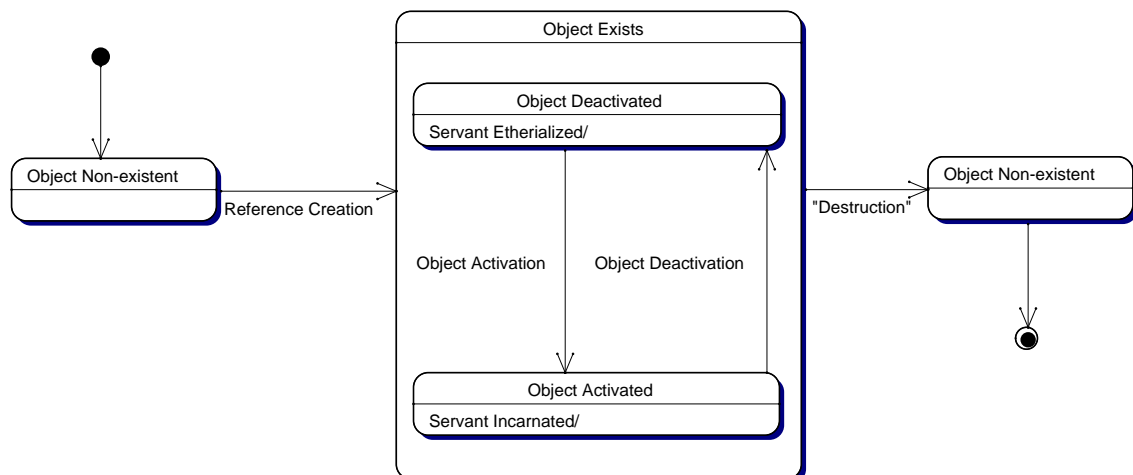 Object Exists
Object Deactivated
Servant Etherialized/
Object Non-existent
Reference Creation
Object Non-existent
"Destruction"
Object Activation
Object Deactivation
Object Activated
Servant Incarnated/